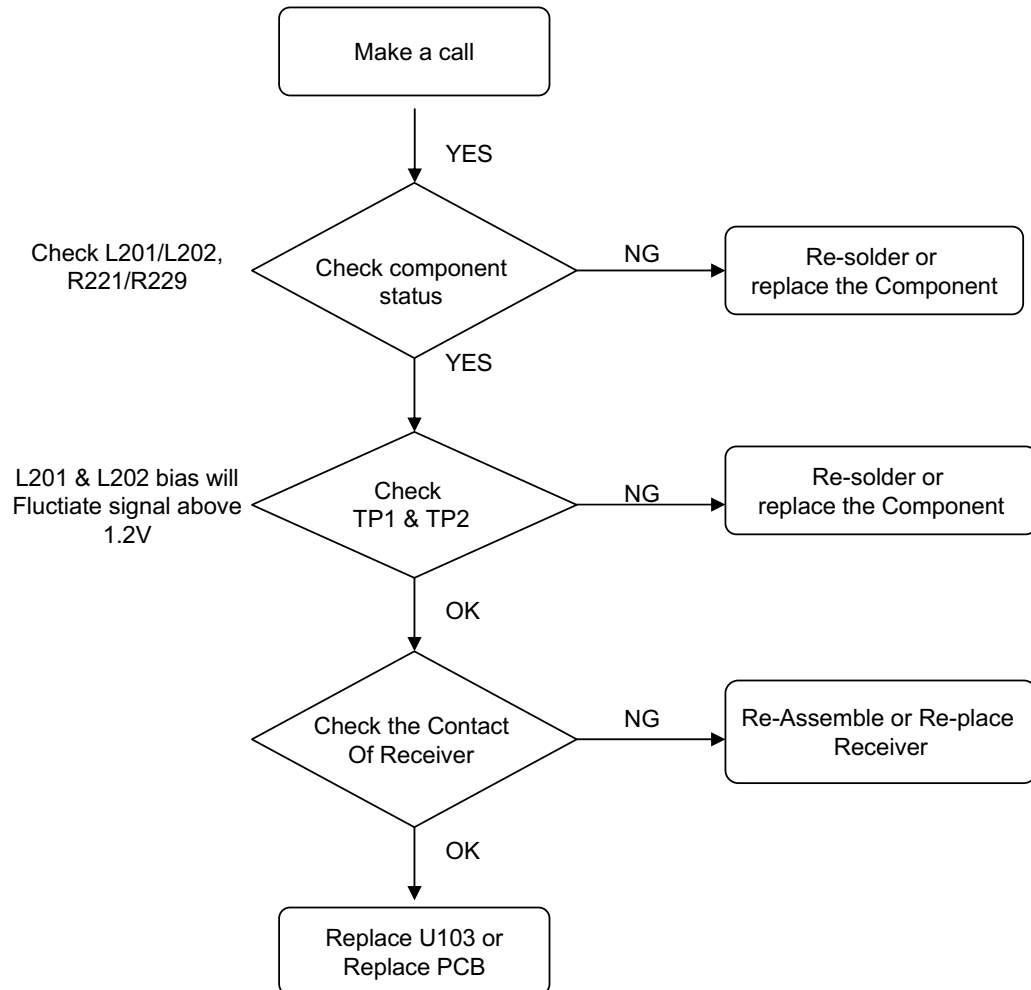 Make a call
YES
Check L201/L202,
R221/R229
Check component
status
NG
Re-solder or
replace the Component
YES
L201 & L202 bias will
Fluctiate signal above
1.2V
Check
TP1 & TP2
NG
Re-solder or
replace the Component
OK
Check the Contact
Of Receiver
NG
Re-Assemble or Re-place
Receiver
OK
Replace U103 or
Replace PCB